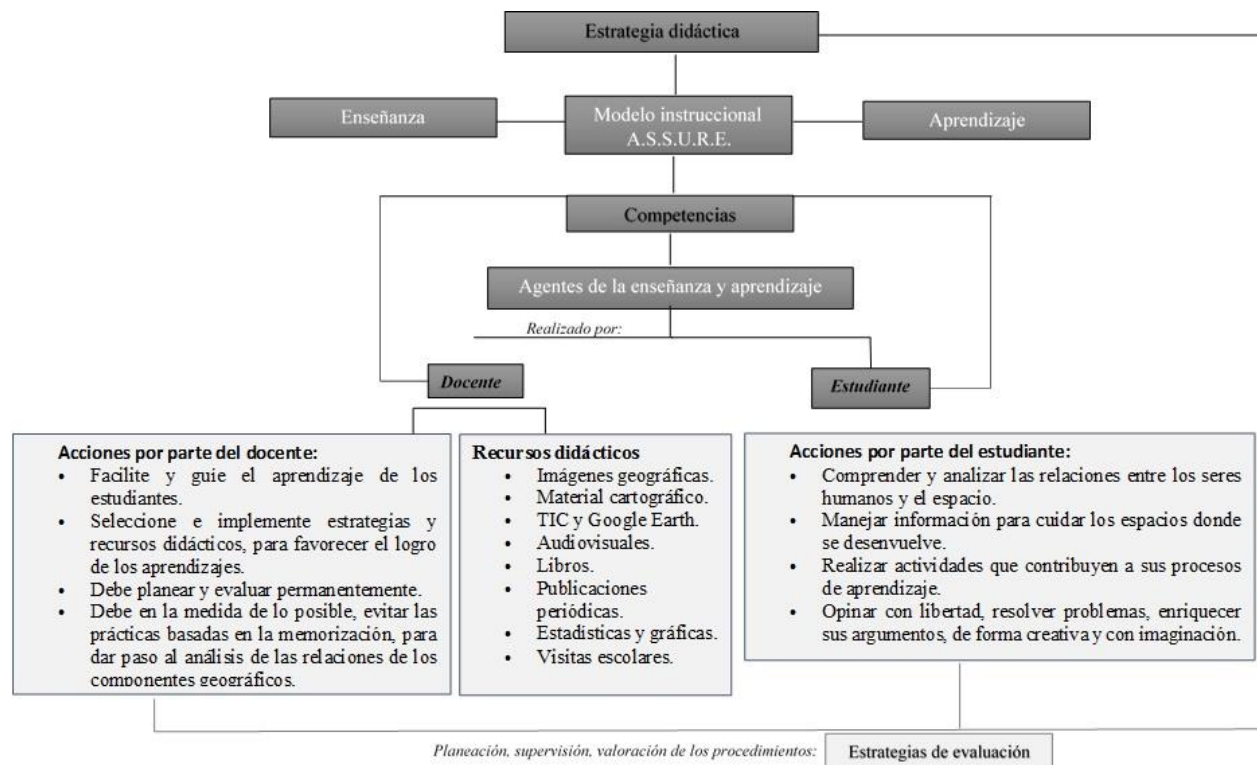 Estrategia didáctica
Enseñanza
Modelo instruccional
A.S.S.U.R.E.
Aprendizaje
Competencias
Agentes de la enseñanza y aprendizaje
Realizado por:
Docente
Estudiante
Acciones por parte del docente:
• Facilite y guíe el aprendizaje de los
estudiantes.
• Seleccione e implemente estrategias y
recursos didácticos, para favorecer el logro
de los aprendizajes.
• Debe planear y evaluar permanentemente.
• Debe en la medida de lo posible, evitar las
prácticas basadas en la memorización, para
dar paso al análisis de las relaciones de los
componentes geográficos.
Recursos didácticos
• Imágenes geográficas.
• Material cartográfico.
• TIC y Google Earth.
• Audiovisuales.
• Libros.
• Publicaciones
periódicas.
• Estadísticas y gráficas.
• Visitas escolares.
Acciones por parte del estudiante:
• Comprender y analizar las relaciones entre los seres
humanos y el espacio.
• Manejar información para cuidar los espacios donde
se desenvuelve.
• Realizar actividades que contribuyen a sus procesos
de aprendizaje.
• Opinar con libertad, resolver problemas, enriquecer
sus argumentos, de forma creativa y con imaginación.
Planeación, supervisión, valoración de los procedimientos:
Estrategias de evaluación